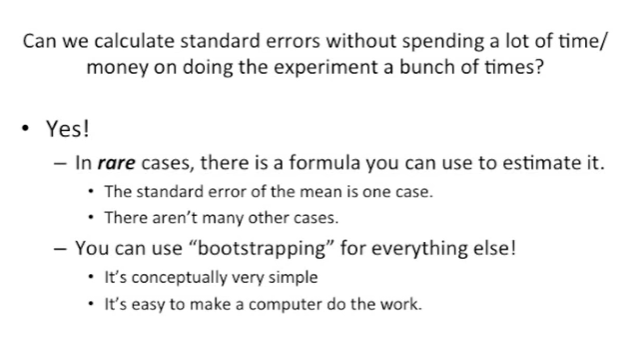 Can we calculate standard errors without spending a lot of time/
money on doing the experiment a bunch of times?
• Yes!
– In rare cases, there is a formula you can use to estimate it.
• The standard error of the mean is one case.
• There aren't many other cases.
– You can use "bootstrapping" for everything else!
• It's conceptually very simple
• It's easy to make a computer do the work.